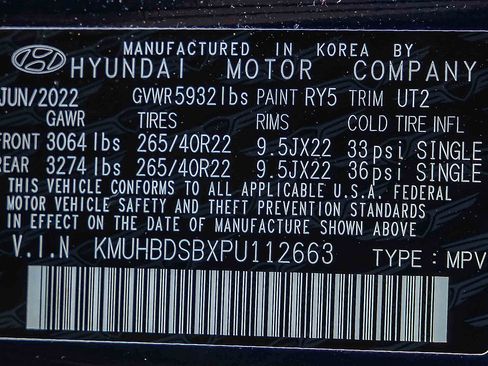 MANUFACTURED IN KOREA BY
HYUNDAI MOTOR COMPANY
JUN/2022 GVWR5932lbs PAINT RY5 TRIM UT2
GAWR TIRES RIMS COLD TIRE INFL
FRONT 3064lbs 265/40R22 9.5JX22 33psi SINGLE
REAR 3274lbs 265/40R22 9.5JX22 36psi SINGLE
THIS VEHICLE CONFORMS TO ALL APPLICABLE U.S.A. FEDERAL
MOTOR VEHICLE SAFETY AND THEFT PREVENTION STANDARDS
IN EFFECT ON THE DATE OF MANUFACTURE SHOWN ABOVE
V.I.N KMUHBDSBXPU112663 TYPE : MPV